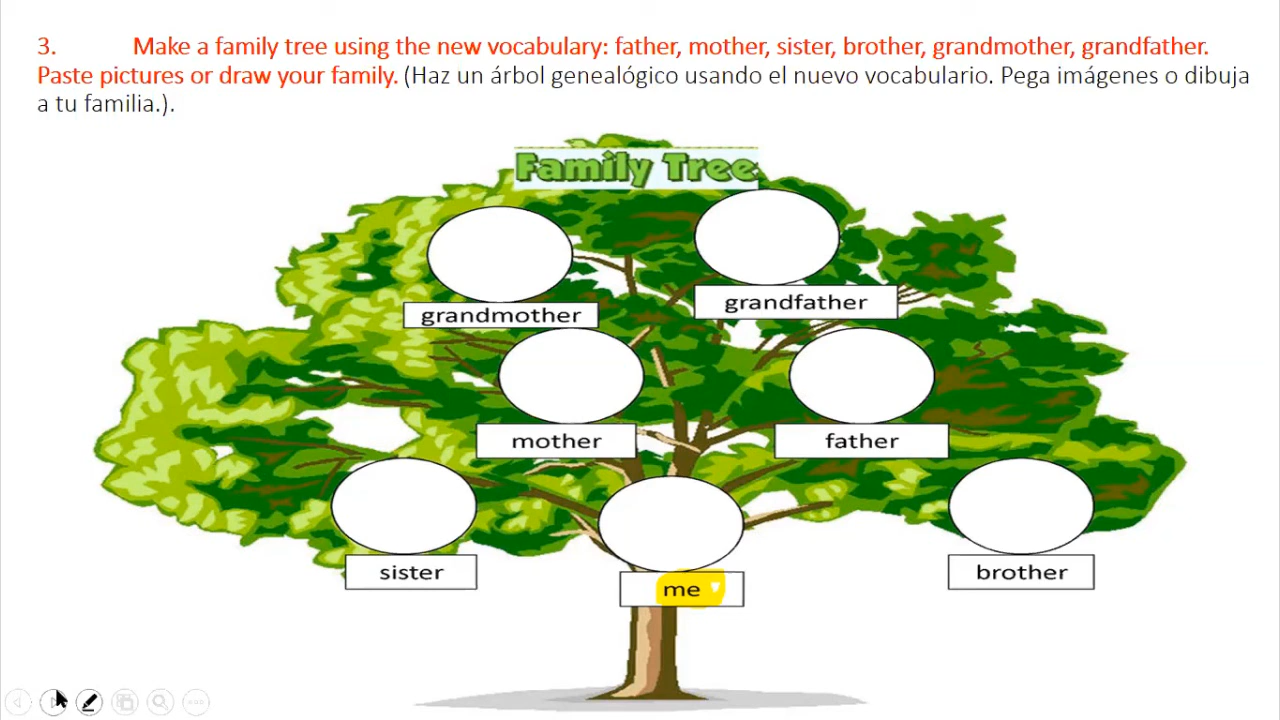 3. Make a family tree using the new vocabulary: father, mother, sister, brother, grandmother, grandfather.
Paste pictures or draw your family. (Haz un árbol genealógico usando el nuevo vocabulario. Pega imágenes o dibuja
a tu familia.).
Family Tree
grandmother
grandfather
mother
father
sister
me
brother